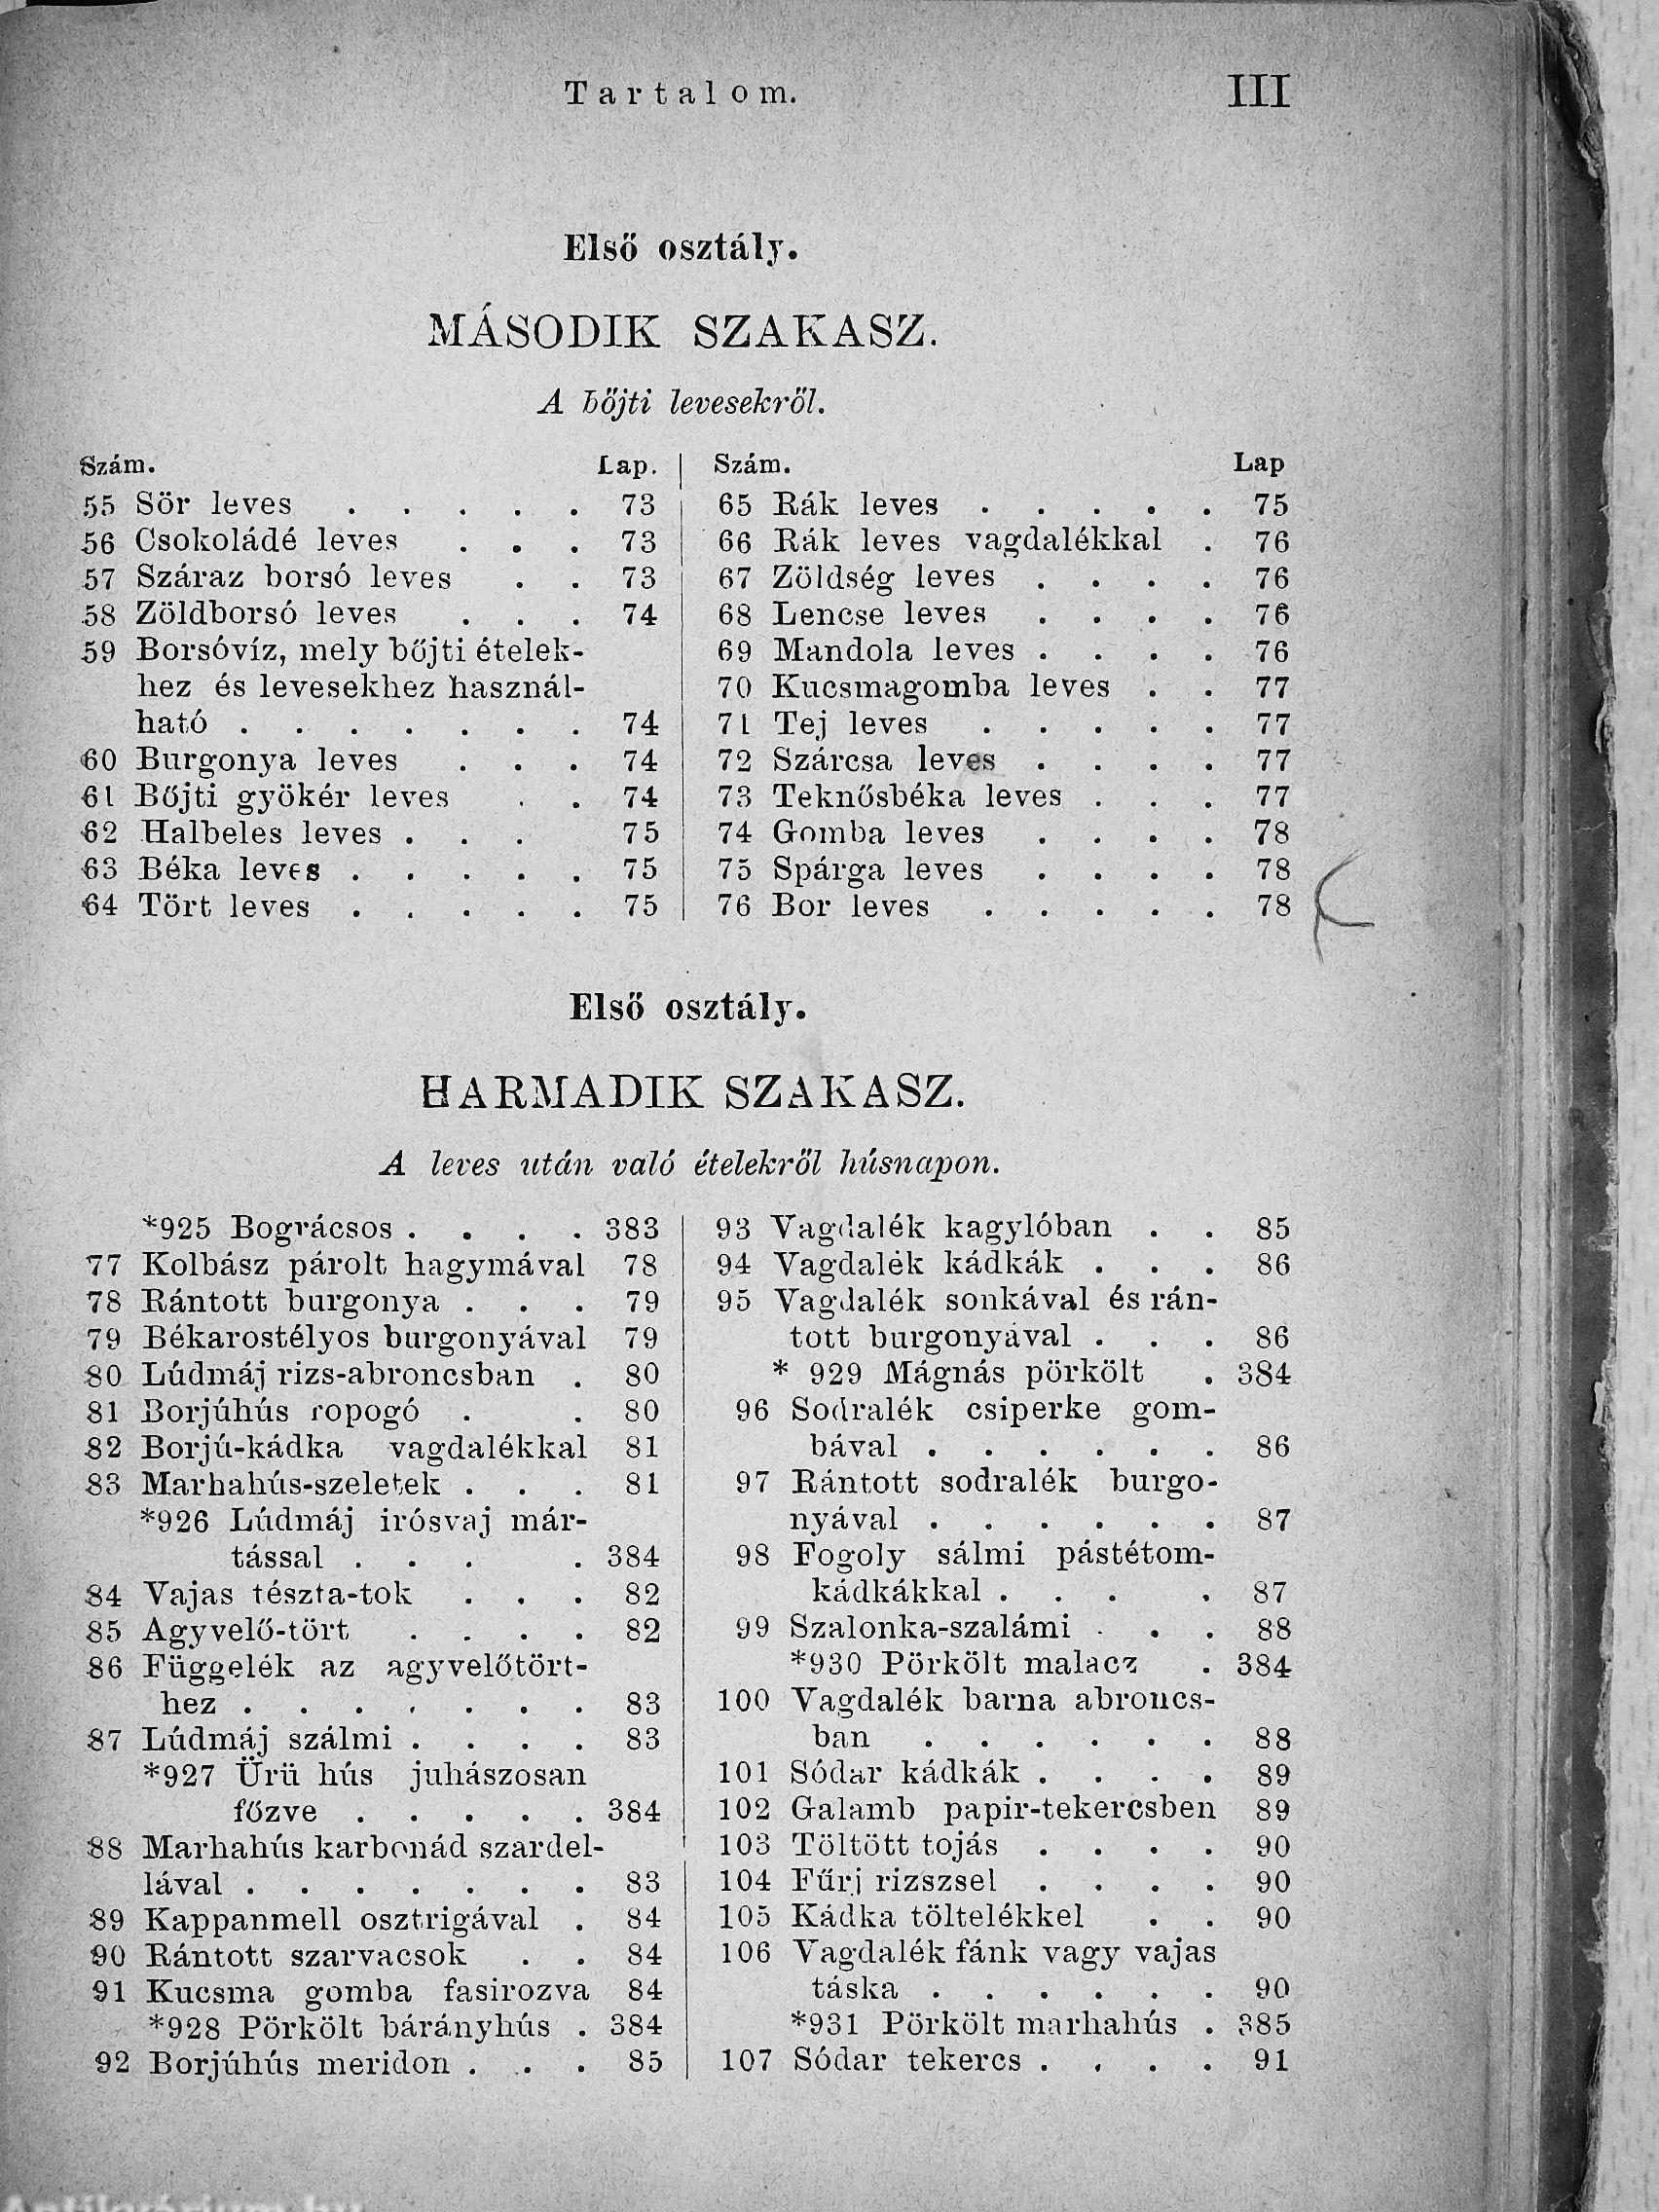 Tartalom. III
Első osztály.
MÁSODIK SZAKASZ.
A bőjti levesekről.
Szám. Lap.
55 Sör leves . . . . . 73
56 Csokoládé leves . . . 73
57 Száraz borsó leves . . 73
58 Zöldborsó leves . . . 74
59 Borsóvíz, mely bőjti ételek-
hez és levesekhez használ-
ható . . . . . . . 74
60 Burgonya leves . . . 74
61 Bőjti gyökér leves . . 74
62 Halbeles leves . . . 75
63 Béka leves . . . . . 75
64 Tört leves . . . . . 75
Szám. Lap
65 Rák leves . . . . . 75
66 Rák leves vagdalékkal . 76
67 Zöldség leves . . . . 76
68 Lencse leves . . . . 76
69 Mandola leves . . . . 76
70 Kucsmagomba leves . . 77
71 Tej leves . . . . . 77
72 Szárcsa leves . . . . 77
73 Teknősbéka leves . . . 77
74 Gomba leves . . . . 78
75 Spárga leves . . . . 78
76 Bor leves . . . . . 78
Első osztály.
HARMADIK SZAKASZ.
A leves után való ételekről húsnapon.
*925 Bográcsos . . . . 383
77 Kolbász párolt hagymával 78
78 Rántott burgonya . . . 79
79 Békarostélyos burgonyával 79
80 Lúdmáj rizs-abroncsban . 80
81 Borjúhús ropogó . . 80
82 Borjú-kádka vagdalékkal 81
83 Marhahús-szeletek . . . 81
*926 Lúdmáj irósvaj már-
tással . . . . 384
84 Vajas tészta-tok . . . 82
85 Agyvelő-tört . . . . 82
86 Függelék az agyvelőtört-
hez . . . . . . . 83
87 Lúdmáj szálmi . . . . 83
*927 Ürü hús juhászosan
főzve . . . . . 384
88 Marhahús karbonád szardel-
lával . . . . . . . 83
89 Kappanmell osztrigával . 84
90 Rántott szarvacsok . . 84
91 Kucsma gomba fasirozva 84
*928 Pörkölt bárányhús . 384
92 Borjúhús meridon . . . 85
93 Vagdalék kagylóban . . 85
94 Vagdalék kádkák . . . 86
95 Vagdalék sonkával és rán-
tott burgonyával . . . 86
* 929 Mágnás pörkölt . 384
96 Sodralék csiperke gom-
bával . . . . . . 86
97 Rántott sodralék burgo-
nyával . . . . . . 87
98 Fogoly sálmi pástétom-
kádkákkal . . . . 87
99 Szalonka-szalámi . . . 88
*930 Pörkölt malacz . 384
100 Vagdalék barna abroncs-
ban . . . . . . 88
101 Sódar kádkák . . . . 89
102 Galamb papir-tekercsben 89
103 Töltött tojás . . . . 90
104 Fűrj rizszsel . . . . 90
105 Kádka töltelékkel . . 90
106 Vagdalék fánk vagy vajas
táska . . . . . . 90
*931 Pörkölt marhahús . 385
107 Sódar tekercs . . . . 91